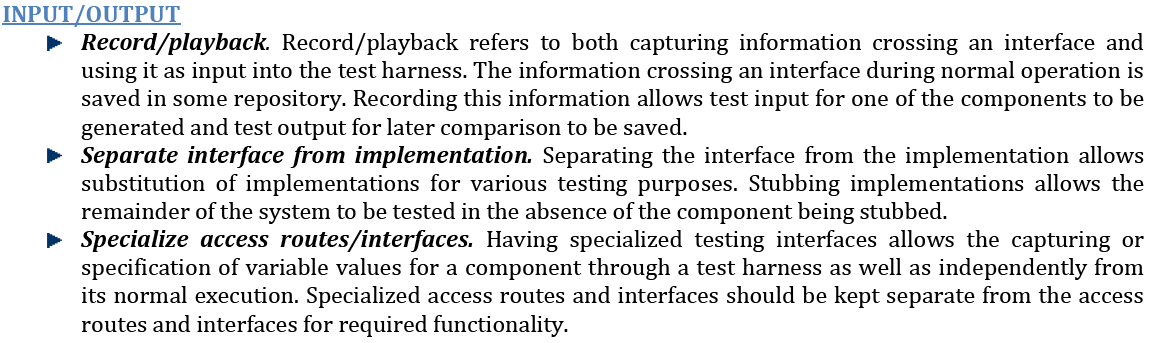 INPUT/OUTPUT
Record/playback. Record/playback refers to both capturing information crossing an interface and
using it as input into the test harness. The information crossing an interface during normal operation is
saved in some repository. Recording this information allows test input for one of the components to be
generated and test output for later comparison to be saved.
Separate interface from implementation. Separating the interface from the implementation allows
substitution of implementations for various testing purposes. Stubbing implementations allows the
remainder of the system to be tested in the absence of the component being stubbed.
Specialize access routes/interfaces. Having specialized testing interfaces allows the capturing or
specification of variable values for a component through a test harness as well as independently from
its normal execution. Specialized access routes and interfaces should be kept separate from the access
routes and interfaces for required functionality.